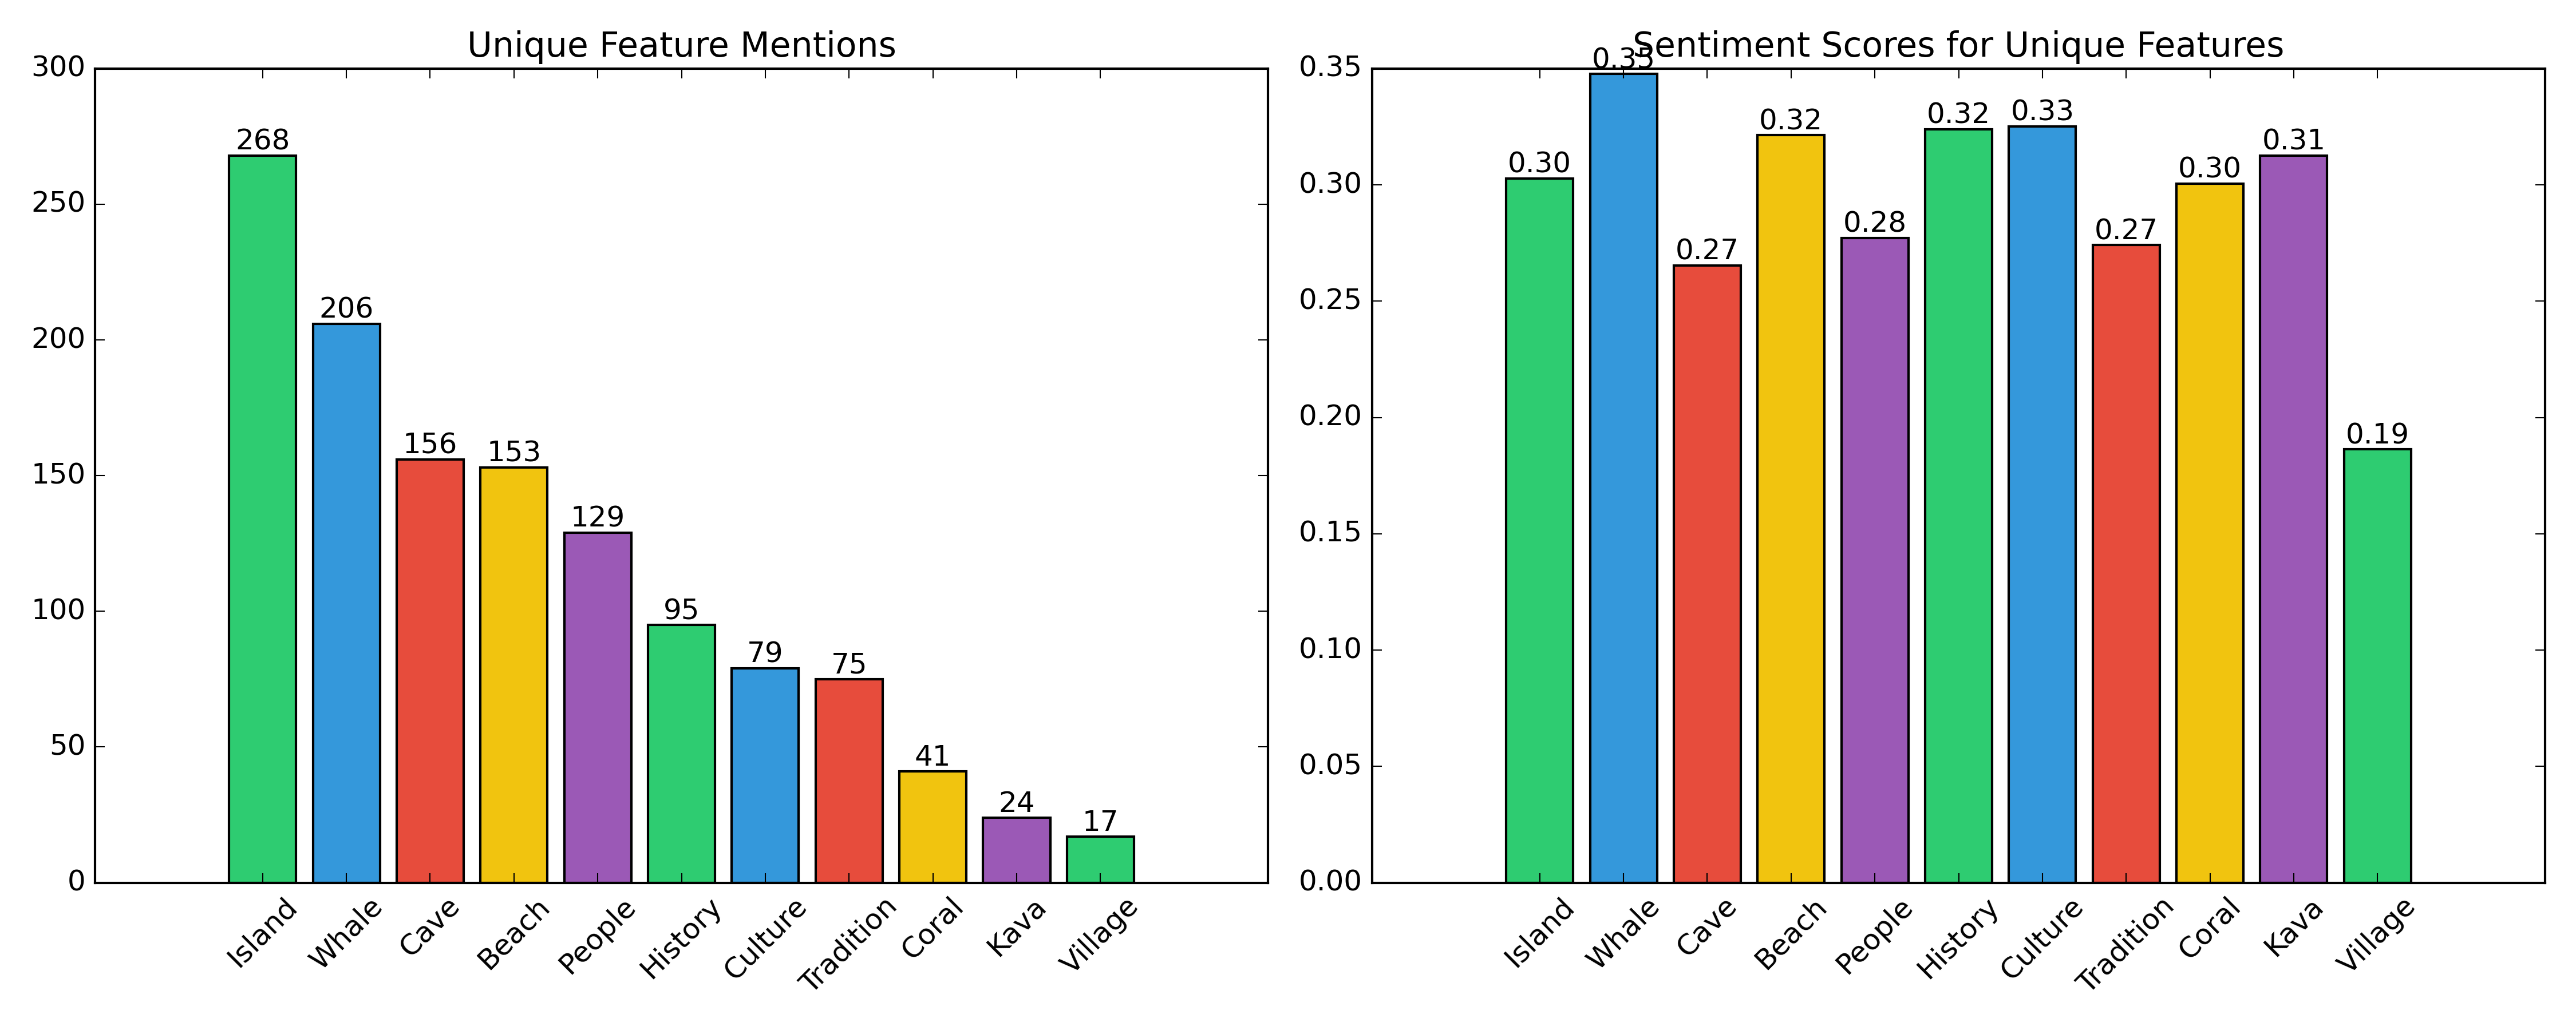 Unique Feature Mentions
300
250
200
150
100
50
0
268
206
156
153
129
95
79
75
41
24
17
Island
Whale
Cave
Beach
People
History
Culture
Tradition
Coral
Kava
Village
Sentiment Scores for Unique Features
0.35
0.30
0.25
0.20
0.15
0.10
0.05
0.00
0.30
0.35
0.27
0.32
0.28
0.32
0.33
0.27
0.30
0.31
0.19
Island
Whale
Cave
Beach
People
History
Culture
Tradition
Coral
Kava
Village